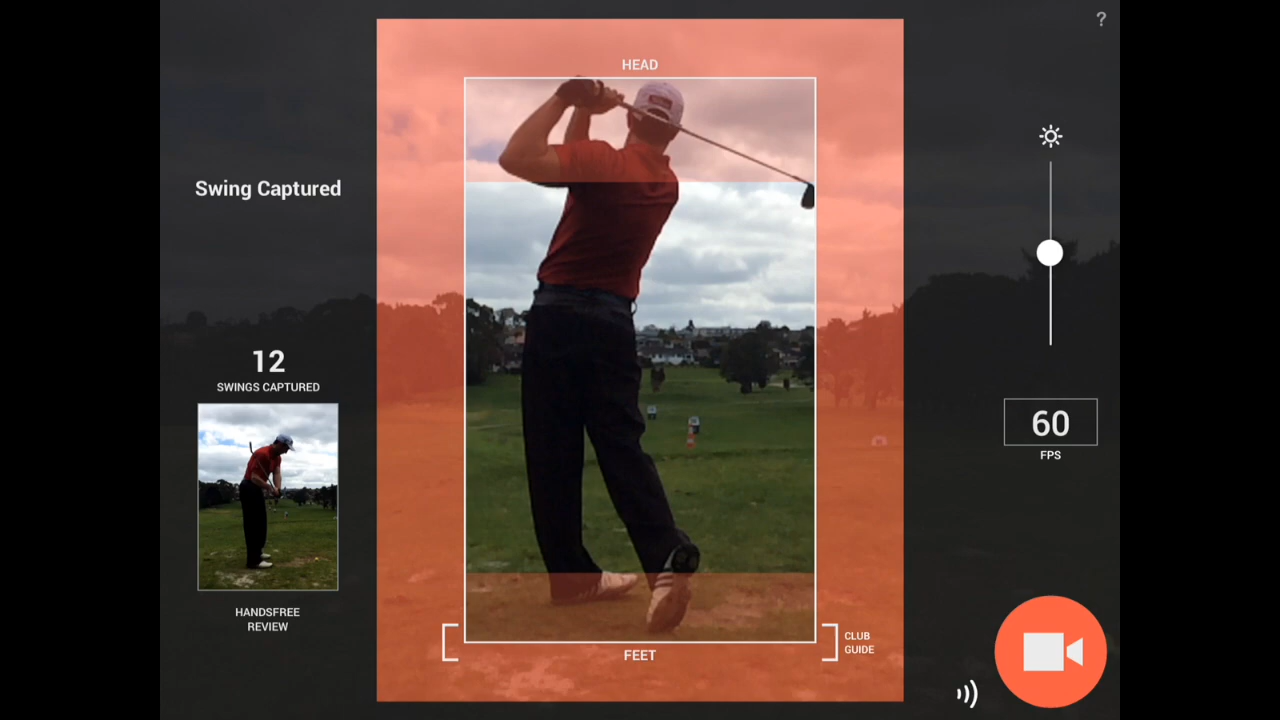 ?
HEAD
Swing Captured
12
SWINGS CAPTURED
HANDSFREE
REVIEW
60
FPS
CLUB
GUIDE
FEET